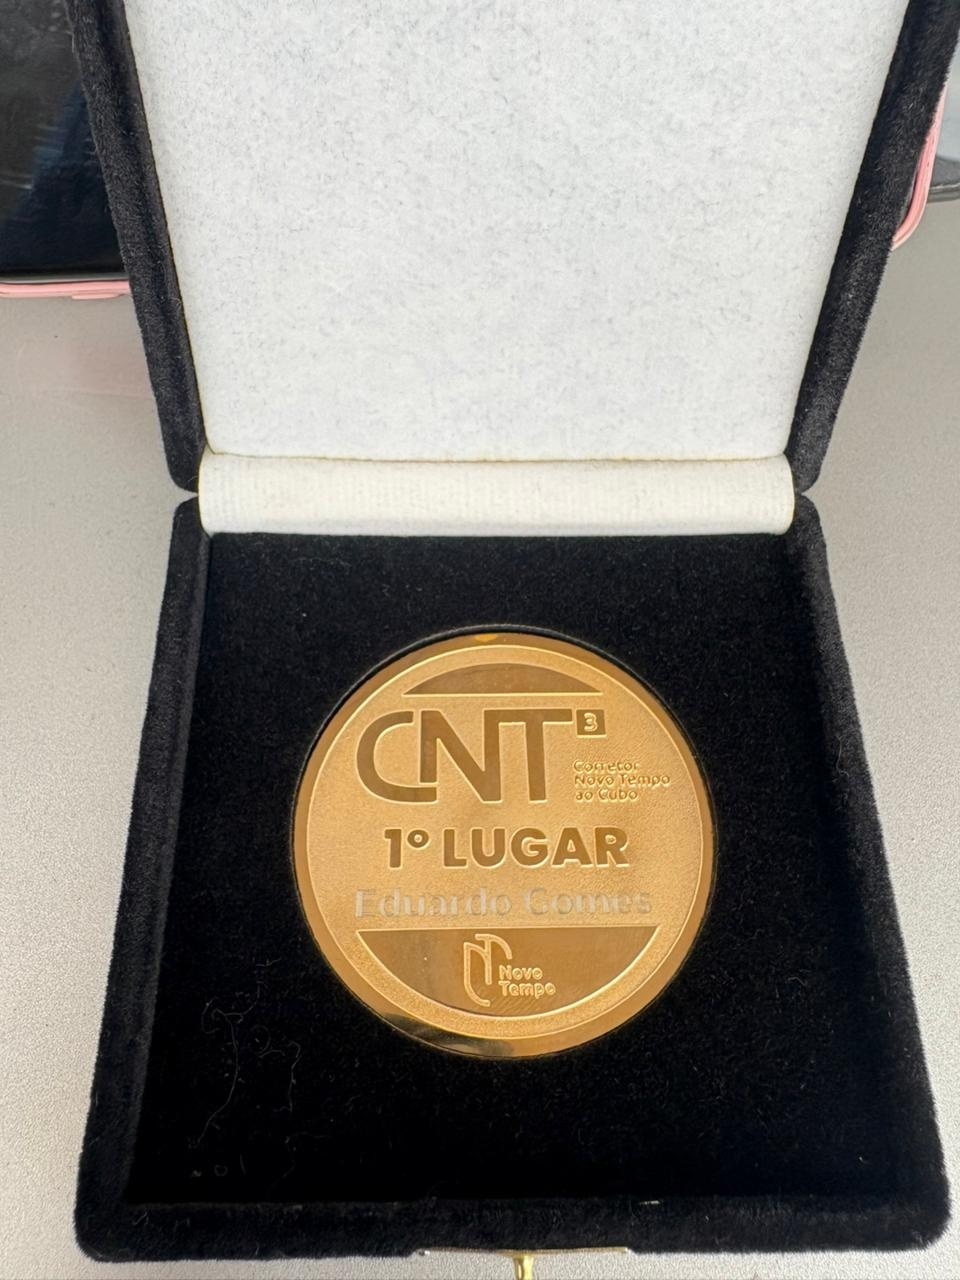 CNT³
Corretor
Novo Tempo
ao Cubo
1º LUGAR
Eduardo Gomes
Novo
Tempo